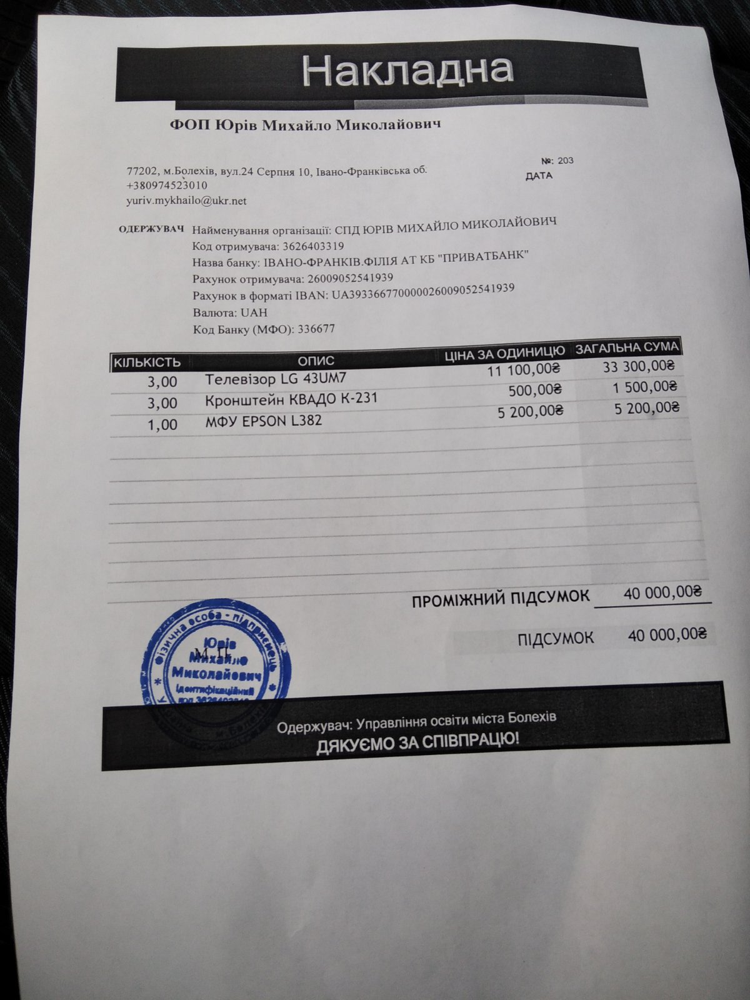 Накладна
ФОП Юрів Михайло Миколайович
77202, м.Болехів, вул.24 Серпня 10, Івано-Франківська об.
+380974523010
yuriv.mykhailo@ukr.net
№: 203
ДАТА
ОДЕРЖУВАЧ
Найменування організації: СПД ЮРІВ МИХАЙЛО МИКОЛАЙОВИЧ
Код отримувача: 3626403319
Назва банку: ІВАНО-ФРАНКІВ.ФІЛІЯ АТ КБ "ПРИВАТБАНК"
Рахунок отримувача: 26009052541939
Рахунок в форматі IBAN: UA393366770000026009052541939
Валюта: UAH
Код Банку (МФО): 336677
КІЛЬКІСТЬ ОПИС ЦІНА ЗА ОДИНИЦЮ ЗАГАЛЬНА СУМА
3,00 Телевізор LG 43UM7 11 100,00₴ 33 300,00₴
3,00 Кронштейн КВАДО К-231 500,00₴ 1 500,00₴
1,00 МФУ EPSON L382 5 200,00₴ 5 200,00₴
ПРОМІЖНИЙ ПІДСУМОК 40 000,00₴
ПІДСУМОК 40 000,00₴
Фізична особа - підприємець
Юрів
М.П
Михайло
Миколайович
Ідентифікаційний
код
м. Болехів
Одержувач: Управління освіти міста Болехів
ДЯКУЄМО ЗА СПІВПРАЦЮ!